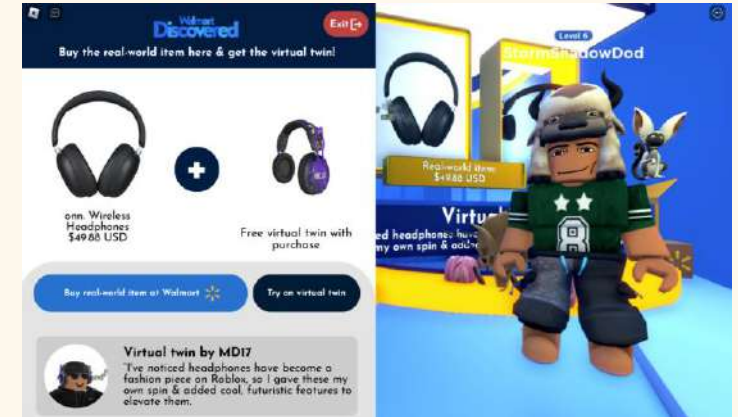 Walmart
Discovered
Exit
Buy the real-world item here & get the virtual twin!
onn. Wireless
Headphones
$49.88 USD
Free virtual twin with
purchase
Buy real-world item at Walmart
Try on virtual twin
Virtual twin by MD17
"I've noticed headphones have become a
fashion piece on Roblox, so I gave these my
own spin & added cool, futuristic features to
elevate them.
Level 6
StormShadowDod
Real-world item
$49.88 USD
Virtu
ed headphones have
my own spin & adde
8